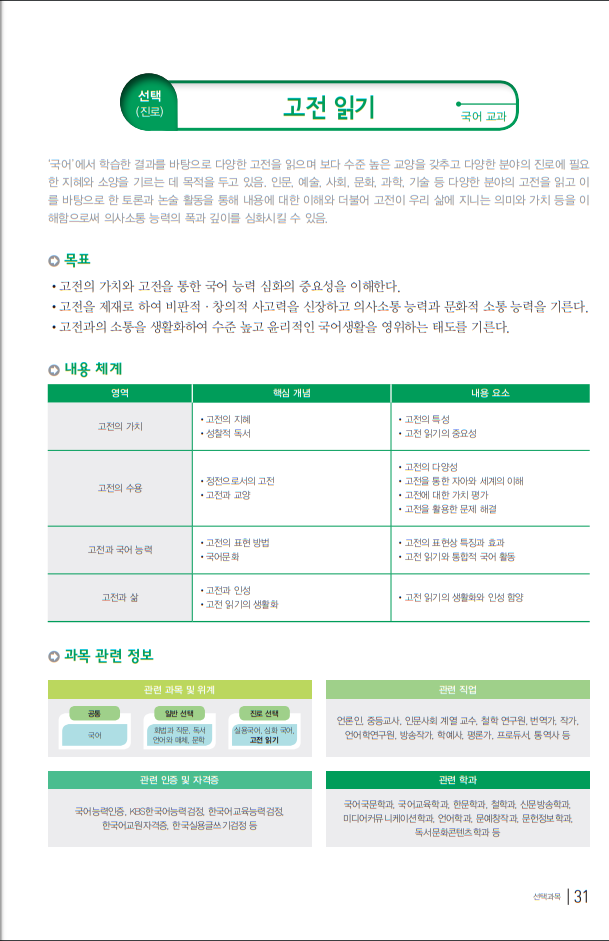 선택
(진로)
고전 읽기
국어 교과
'국어'에서 학습한 결과를 바탕으로 다양한 고전을 읽으며 보다 수준 높은 교양을 갖추고 다양한 분야의 진로에 필요
한 지혜와 소양을 기르는 데 목적을 두고 있음. 인문, 예술, 사회, 문화, 과학, 기술 등 다양한 분야의 고전을 읽고 이
를 바탕으로 한 토론과 논술 활동을 통해 내용에 대한 이해와 더불어 고전이 우리 삶에 지니는 의미와 가치 등을 이
해함으로써 의사소통 능력의 폭과 깊이를 심화시킬 수 있음.
목표
• 고전의 가치와 고전을 통한 국어 능력 심화의 중요성을 이해한다.
• 고전을 제재로 하여 비판적 · 창의적 사고력을 신장하고 의사소통 능력과 문화적 소통 능력을 기른다.
• 고전과의 소통을 생활화하여 수준 높고 윤리적인 국어생활을 영위하는 태도를 기른다.
내용 체계
영역 핵심 개념 내용 요소
고전의 가치
• 고전의 지혜
• 성찰적 독서
• 고전의 특성
• 고전 읽기의 중요성
고전의 수용
• 정전으로서의 고전
• 고전과 교양
• 고전의 다양성
• 고전을 통한 자아와 세계의 이해
• 고전에 대한 가치 평가
• 고전을 활용한 문제 해결
고전과 국어 능력
• 고전의 표현 방법
• 국어문화
• 고전의 표현상 특징과 효과
• 고전 읽기와 통합적 국어 활동
고전과 삶
• 고전과 인성
• 고전 읽기의 생활화
• 고전 읽기의 생활화와 인성 함양
과목 관련 정보
관련 과목 및 위계
공통
국어
일반 선택
화법과 작문, 독서
언어와 매체, 문학
진로 선택
실용국어, 심화 국어,
고전 읽기
관련 직업
언론인, 중등교사, 인문사회 계열 교수, 철학 연구원, 번역가, 작가,
언어학연구원, 방송작가, 학예사, 평론가, 프로듀서, 통역사 등
관련 인증 및 자격증
국어능력인증, KBS한국어능력검정, 한국어교육능력검정,
한국어교원자격증, 한국실용글쓰기검정 등
관련 학과
국어국문학과, 국어교육학과, 한문학과, 철학과, 신문방송학과,
미디어커뮤니케이션학과, 언어학과, 문예창작과, 문헌정보학과,
독서문화콘텐츠학과 등
선택과목 31